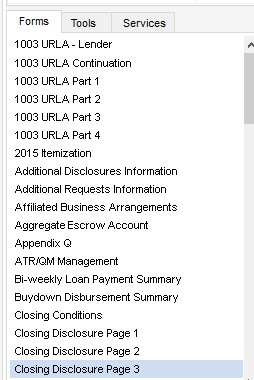 Forms Tools Services
1003 URLA - Lender
1003 URLA Continuation
1003 URLA Part 1
1003 URLA Part 2
1003 URLA Part 3
1003 URLA Part 4
2015 Itemization
Additional Disclosures Information
Additional Requests Information
Affiliated Business Arrangements
Aggregate Escrow Account
Appendix Q
ATR/QM Management
Bi-weekly Loan Payment Summary
Buydown Disbursement Summary
Closing Conditions
Closing Disclosure Page 1
Closing Disclosure Page 2
Closing Disclosure Page 3